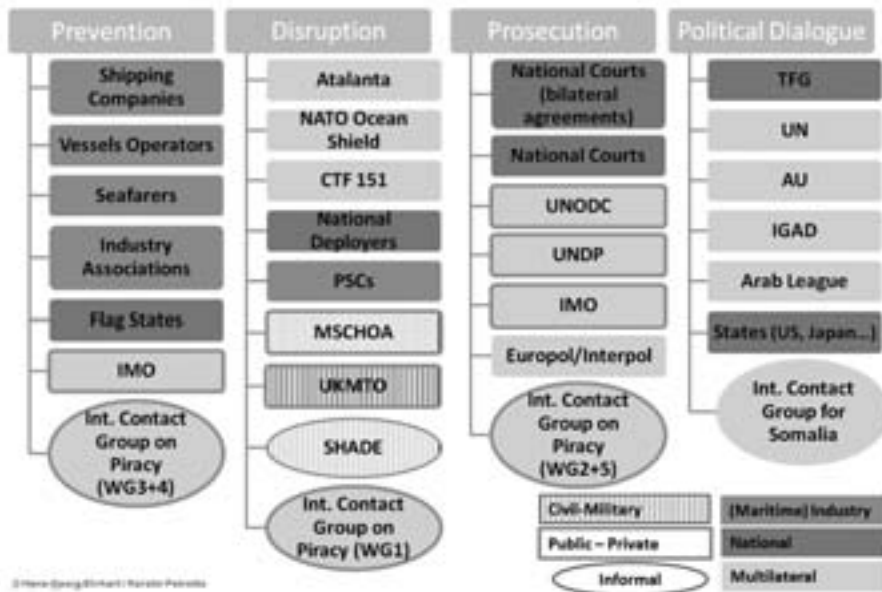 Prevention
Shipping
Companies
Vessels Operators
Seafarers
Industry
Associations
Flag States
IMO
Int. Contact
Group on
Piracy
(WG3+4)
Disruption
Atalanta
NATO Ocean
Shield
CTF 151
National
Deployers
PSCs
MSCHOA
UKMTO
SHADE
Int. Contact
Group on
Piracy (WG1)
Prosecution
National Courts
(bilateral
agreements)
National Courts
UNODC
UNDP
IMO
Europol/Interpol
Int. Contact
Group on
Piracy
(WG2+5)
Political Dialogue
TFG
UN
AU
IGAD
Arab League
States (US, Japan...)
Int. Contact
Group for
Somalia
Civil-Military
Public – Private
Informal
(Maritime) Industry
National
Multilateral